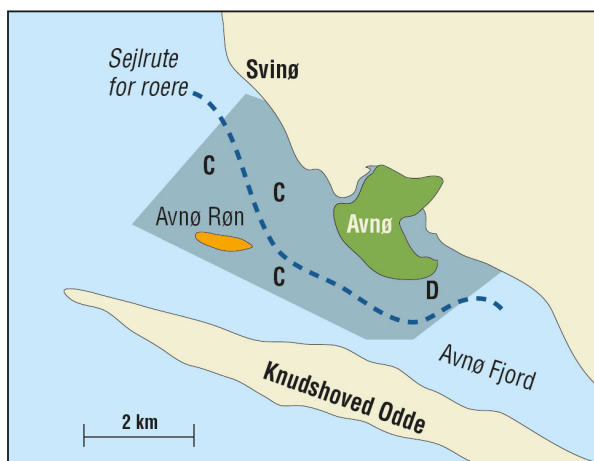 Sejlrute
for roere
Svinø
C
C
Avnø Røn
Avnø
C
D
Avnø Fjord
Knudshoved Odde
2 km